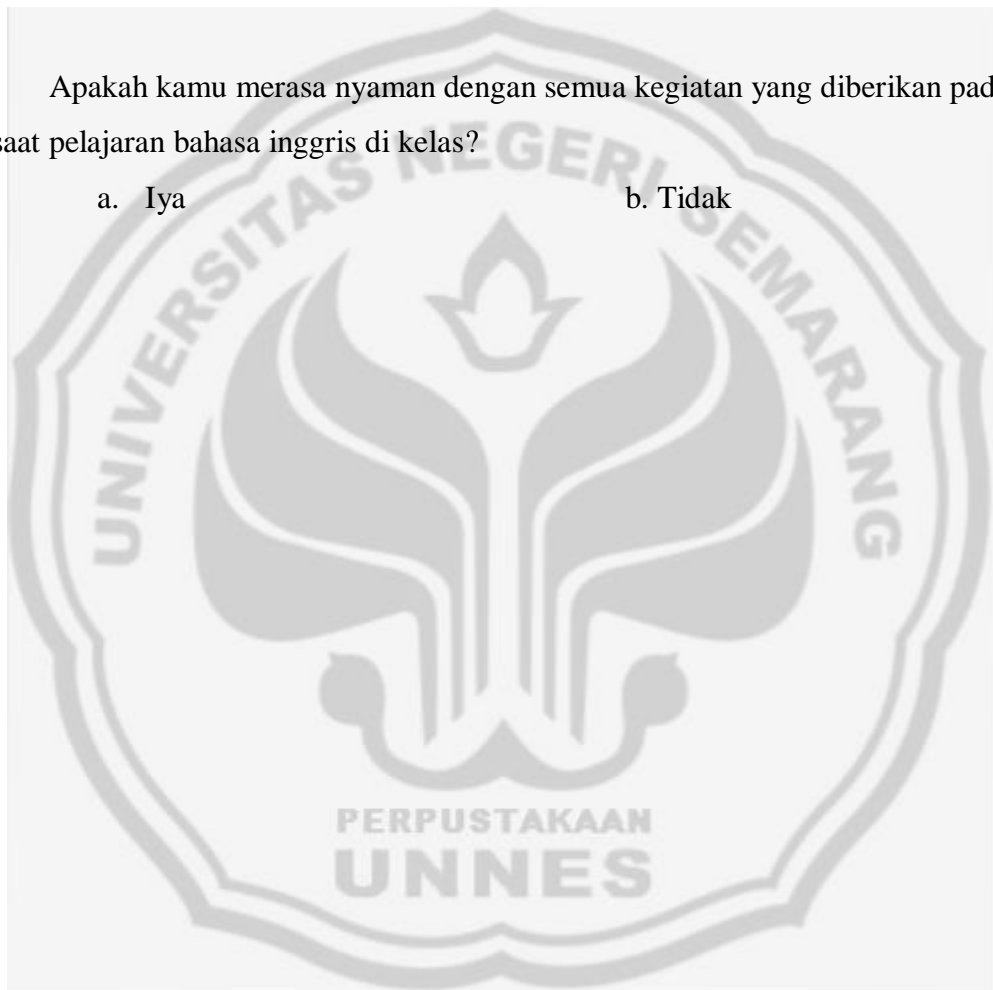 Apakah kamu merasa nyaman dengan semua kegiatan yang diberikan pad
saat pelajaran bahasa inggris di kelas?
a. Iya b. Tidak
UNIVERSITAS NEGERI SEMARANG
PERPUSTAKAAN
UNNES